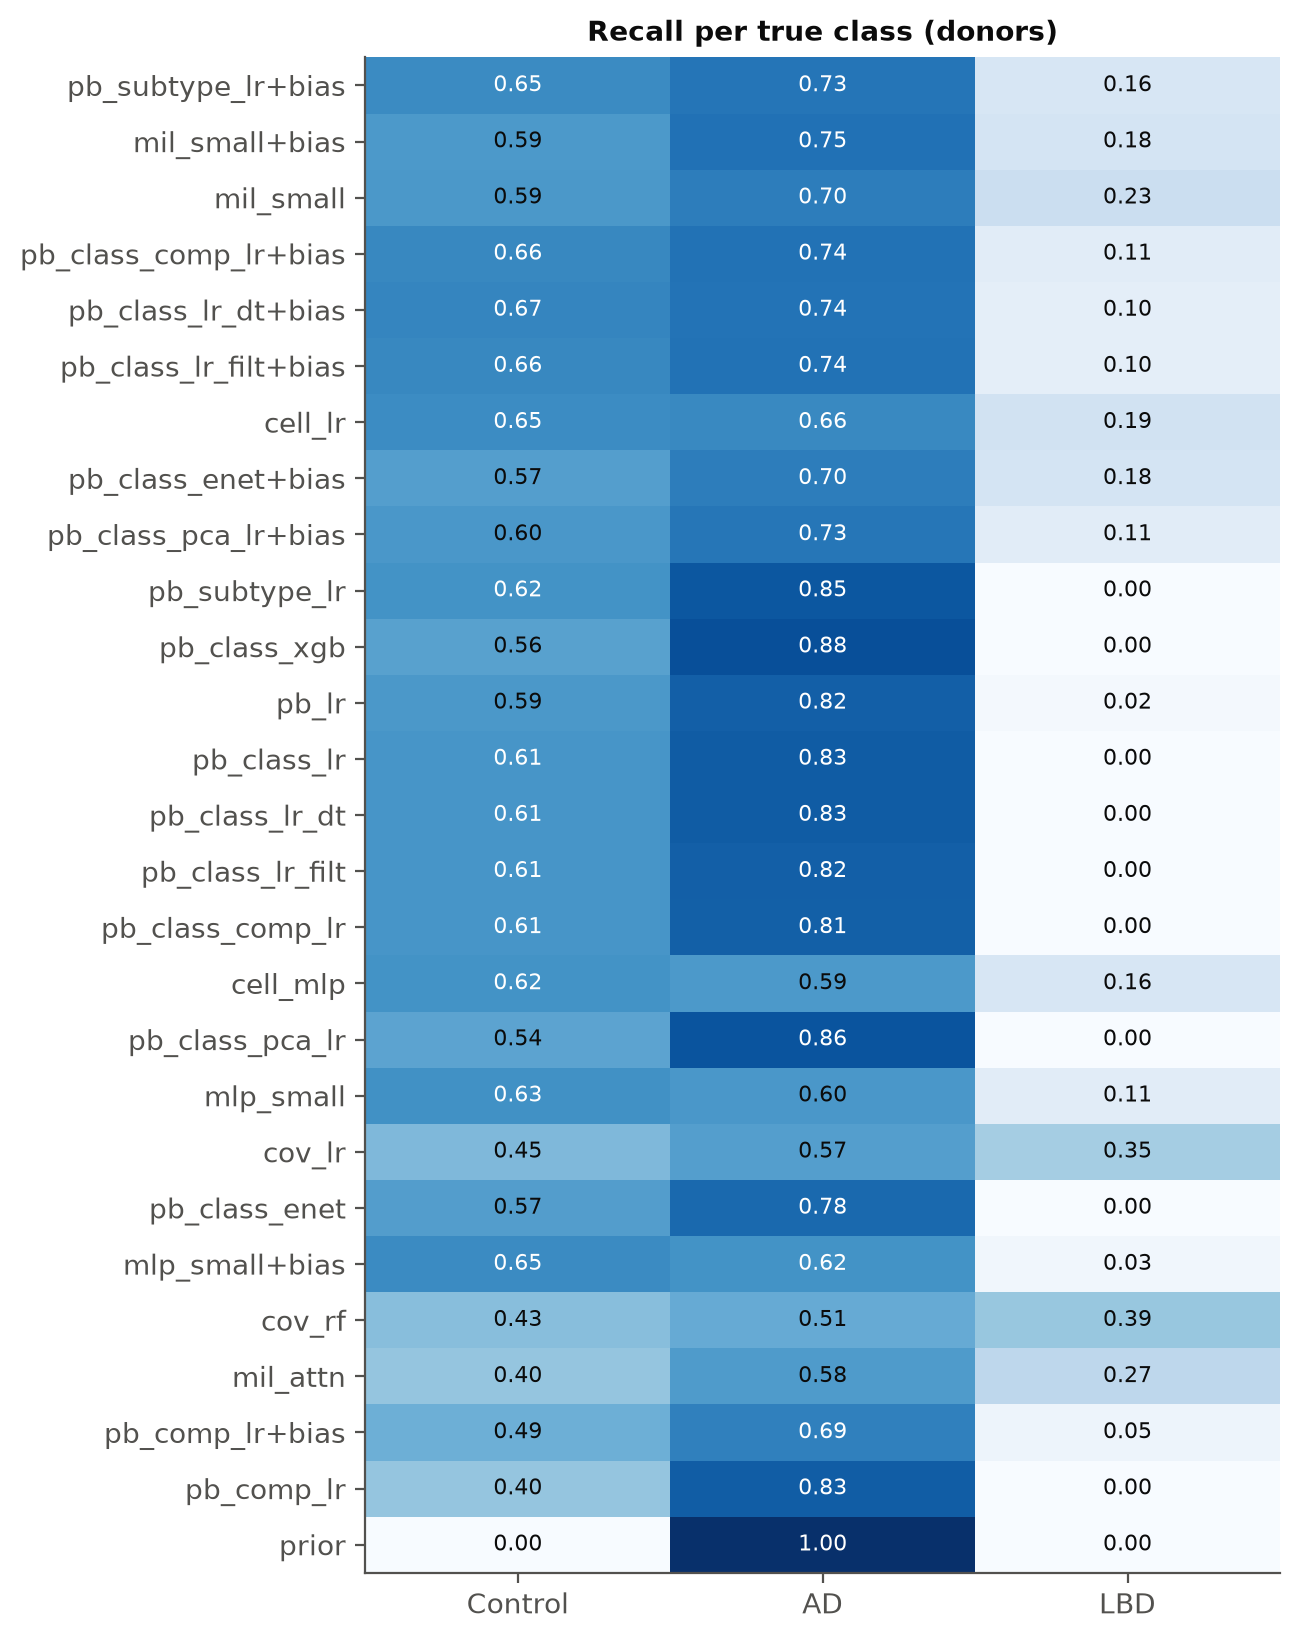 Recall per true class (donors)
pb_subtype_lr+bias 0.65 0.73 0.16
mil_small+bias 0.59 0.75 0.18
mil_small 0.59 0.70 0.23
pb_class_comp_lr+bias 0.66 0.74 0.11
pb_class_lr_dt+bias 0.67 0.74 0.10
pb_class_lr_filt+bias 0.66 0.74 0.10
cell_lr 0.65 0.66 0.19
pb_class_enet+bias 0.57 0.70 0.18
pb_class_pca_lr+bias 0.60 0.73 0.11
pb_subtype_lr 0.62 0.85 0.00
pb_class_xgb 0.56 0.88 0.00
pb_lr 0.59 0.82 0.02
pb_class_lr 0.61 0.83 0.00
pb_class_lr_dt 0.61 0.83 0.00
pb_class_lr_filt 0.61 0.82 0.00
pb_class_comp_lr 0.61 0.81 0.00
cell_mlp 0.62 0.59 0.16
pb_class_pca_lr 0.54 0.86 0.00
mlp_small 0.63 0.60 0.11
cov_lr 0.45 0.57 0.35
pb_class_enet 0.57 0.78 0.00
mlp_small+bias 0.65 0.62 0.03
cov_rf 0.43 0.51 0.39
mil_attn 0.40 0.58 0.27
pb_comp_lr+bias 0.49 0.69 0.05
pb_comp_lr 0.40 0.83 0.00
prior 0.00 1.00 0.00
Control AD LBD